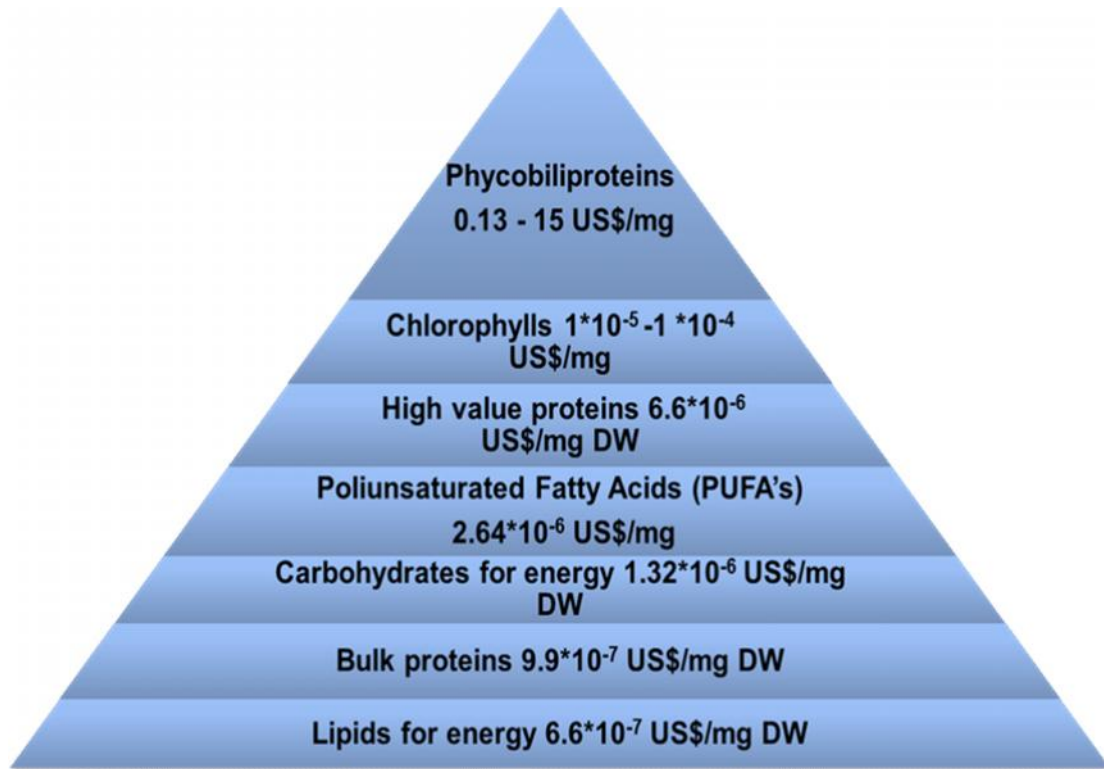 Phycobiliproteins
0.13 - 15 US$/mg
Chlorophylls 1*10⁻⁵ -1 *10⁻⁴
US$/mg
High value proteins 6.6*10⁻⁶
US$/mg DW
Poliunsaturated Fatty Acids (PUFA’s)
2.64*10⁻⁶ US$/mg
Carbohydrates for energy 1.32*10⁻⁶ US$/mg
DW
Bulk proteins 9.9*10⁻⁷ US$/mg DW
Lipids for energy 6.6*10⁻⁷ US$/mg DW